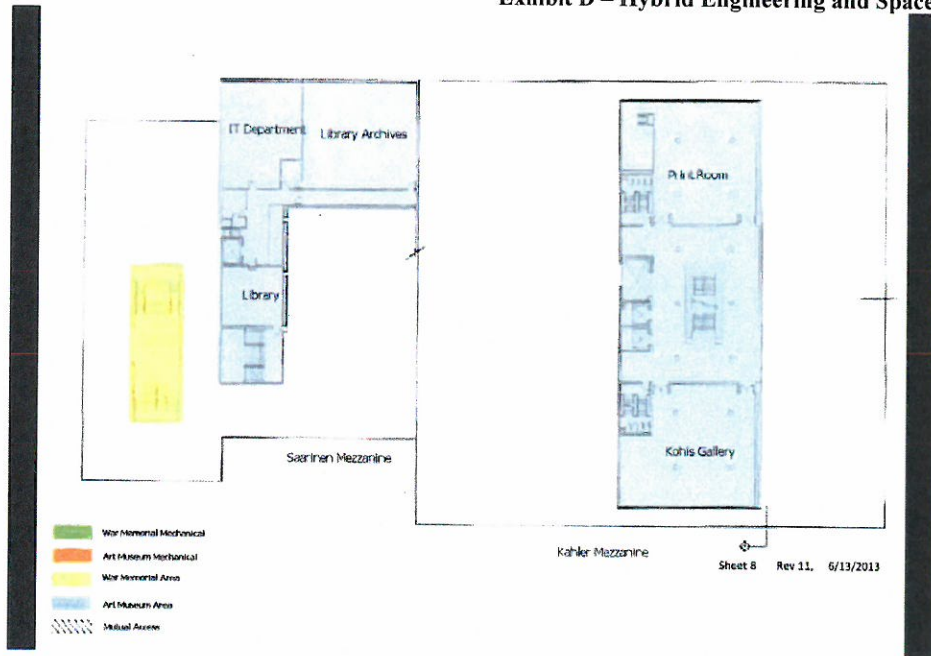 Exhibit D – Hybrid Engineering and Space
IT Department
Library Archives
Print Room
Library
Kohls Gallery
Saarinen Mezzanine
Kahler Mezzanine
Sheet 8 Rev 11, 6/13/2013
War Memorial Mechanical
Art Museum Mechanical
War Memorial Area
Art Museum Area
Mutual Access